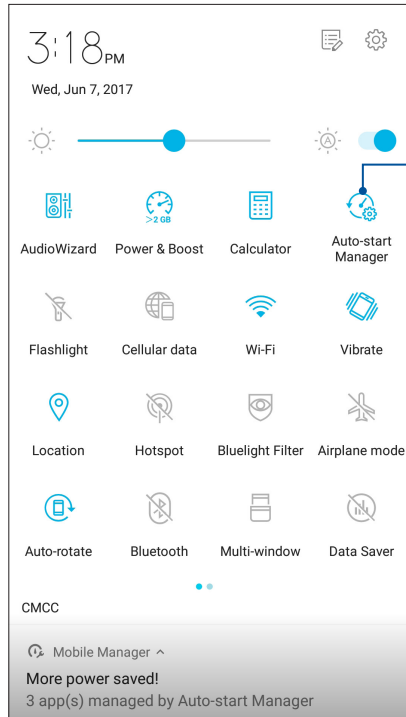 3:18PM
Wed, Jun 7, 2017
A
>2 GB
AudioWizard Power & Boost Calculator Auto-start Manager
Flashlight Cellular data Wi-Fi Vibrate
Location Hotspot Bluelight Filter Airplane mode
Auto-rotate Bluetooth Multi-window Data Saver
CMCC
Mobile Manager
More power saved!
3 app(s) managed by Auto-start Manager